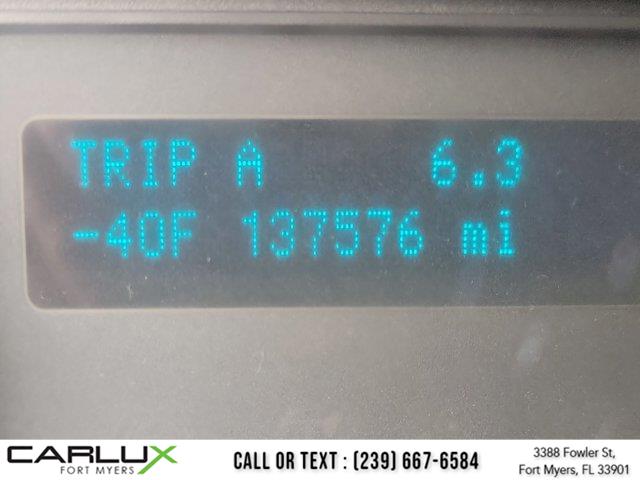 TRIP A 6.3
-40F 137576 mi
CARLUX
FORT MYERS
CALL OR TEXT : (239) 667-6584
3388 Fowler St,
Fort Myers, FL 33901